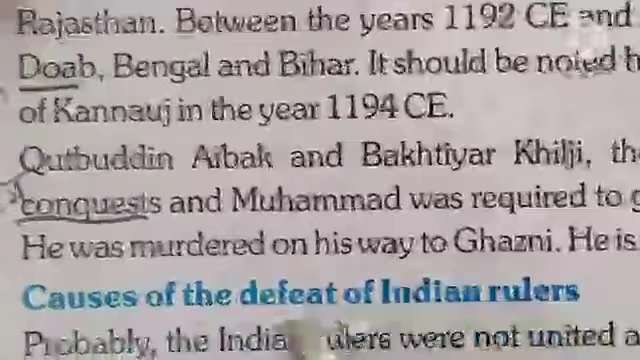 Rajasthan. Between the years 1192 CE and
Doab, Bengal and Bihar. It should be noted h
of Kannauj in the year 1194 CE.
Qutbuddin Aibak and Bakhtiyar Khilji, th
conquests and Muhammad was required to g
He was murdered on his way to Ghazni. He is
Causes of the defeat of Indian rulers
Probably, the India ulers were not united a